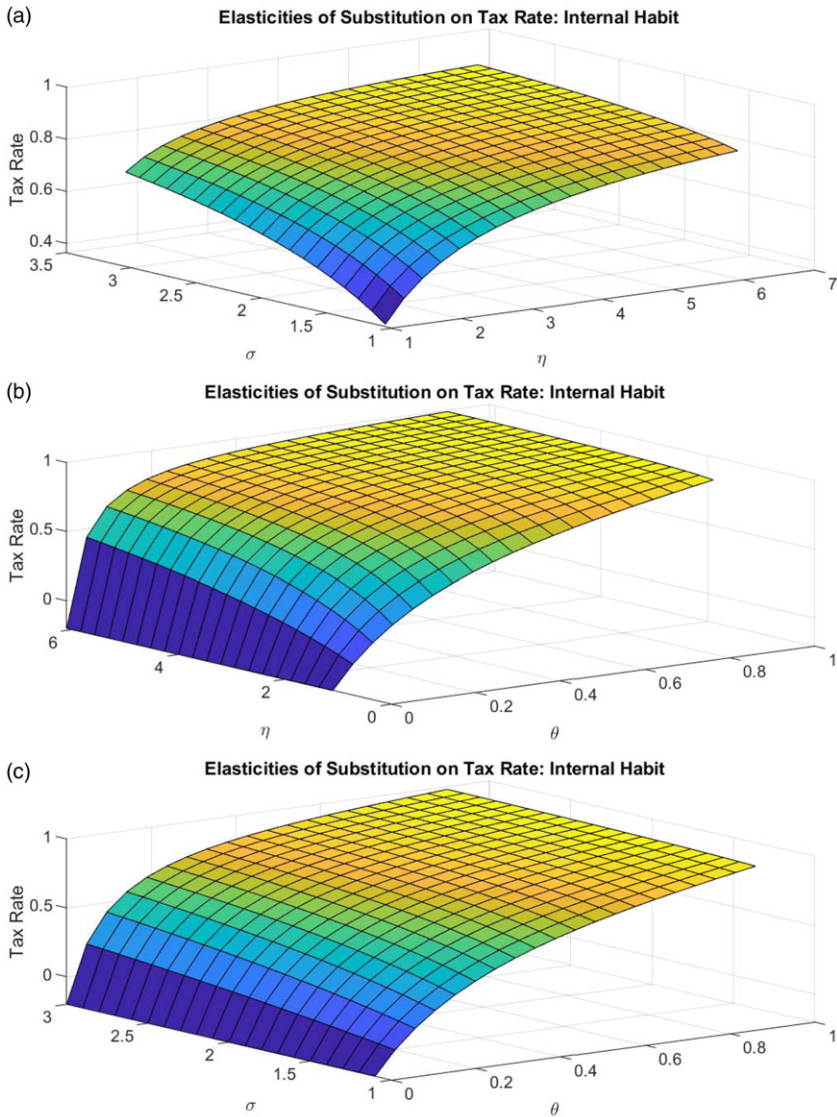 (a)
Elasticities of Substitution on Tax Rate: Internal Habit
1
0.8
0.6
0.4
Tax Rate
3.5
3
2.5
2
1.5
1
σ
1
2
3
4
5
6
7
η
(b)
Elasticities of Substitution on Tax Rate: Internal Habit
1
0.5
0
Tax Rate
6
4
2
0
η
0
0.2
0.4
0.6
0.8
1
θ
(c)
Elasticities of Substitution on Tax Rate: Internal Habit
1
0.5
0
Tax Rate
3
2.5
2
1.5
1
σ
0
0.2
0.4
0.6
0.8
1
θ